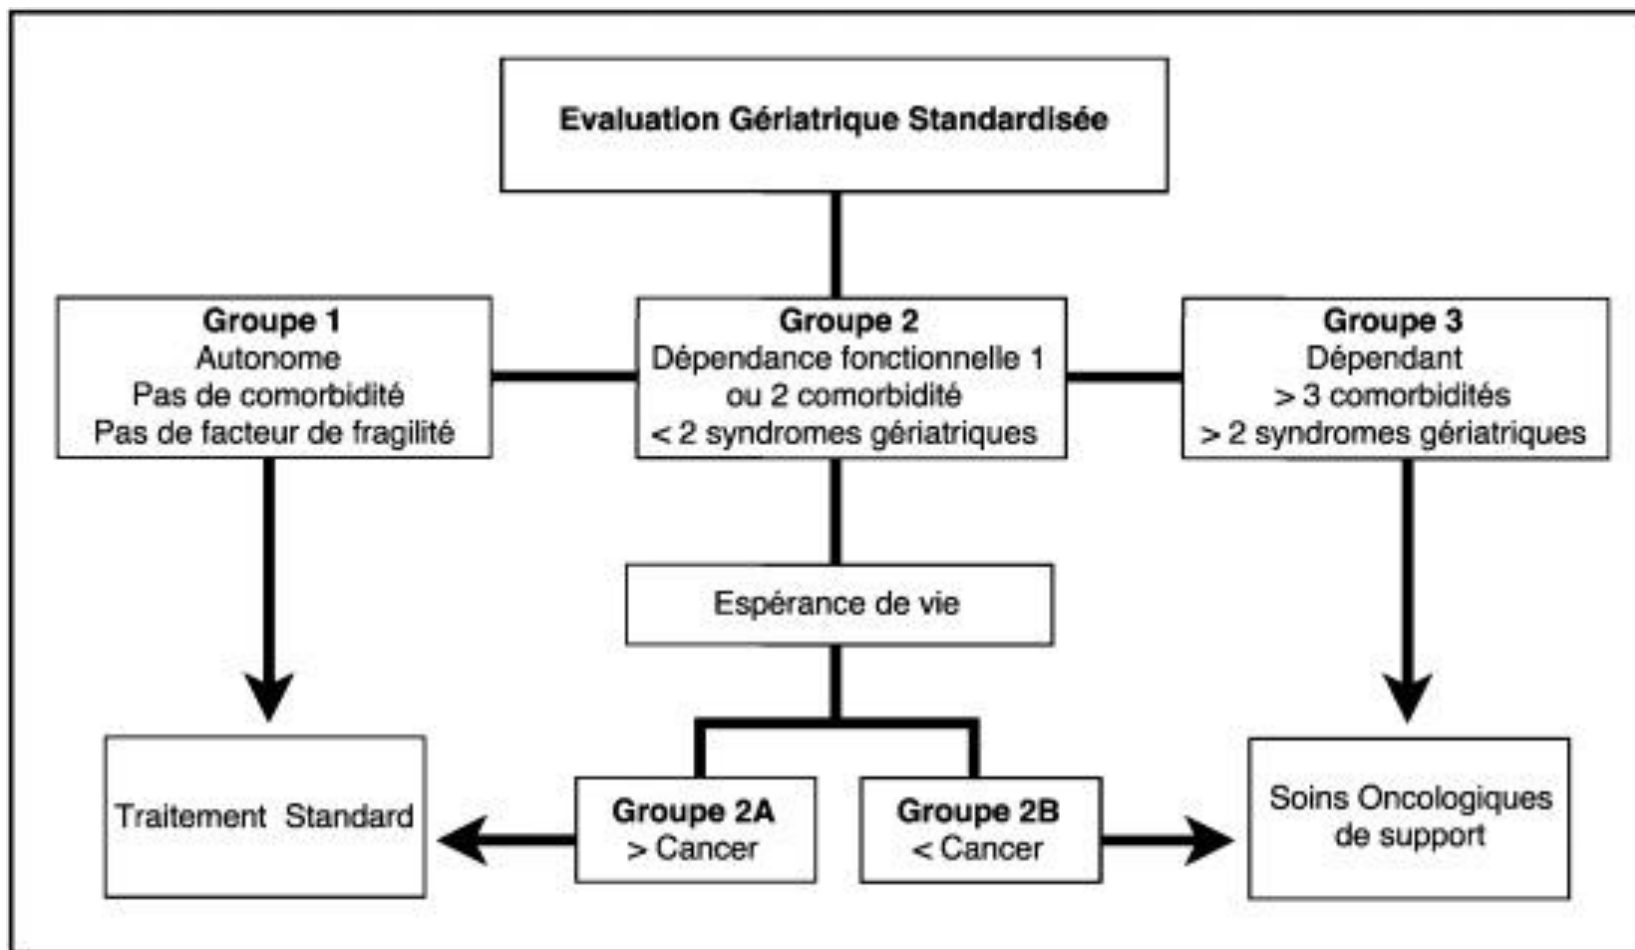 Evaluation Gériatrique Standardisée
Groupe 1
Autonome
Pas de comorbidité
Pas de facteur de fragilité
Groupe 2
Dépendance fonctionnelle 1
ou 2 comorbidité
< 2 syndromes gériatriques
Groupe 3
Dépendant
> 3 comorbidités
> 2 syndromes gériatriques
Espérance de vie
Traitement Standard
Groupe 2A
> Cancer
Groupe 2B
< Cancer
Soins Oncologiques
de support